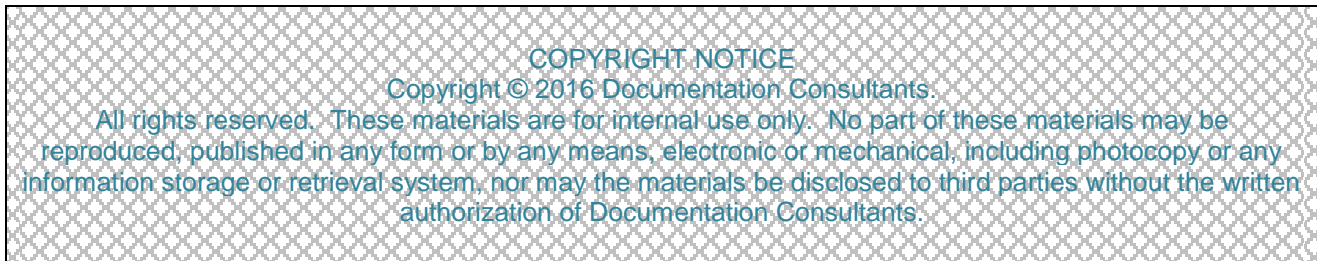 COPYRIGHT NOTICE
Copyright © 2016 Documentation Consultants.
All rights reserved.  These materials are for internal use only.  No part of these materials may be
reproduced, published in any form or by any means, electronic or mechanical, including photocopy or any
information storage or retrieval system, nor may the materials be disclosed to third parties without the written
authorization of Documentation Consultants.